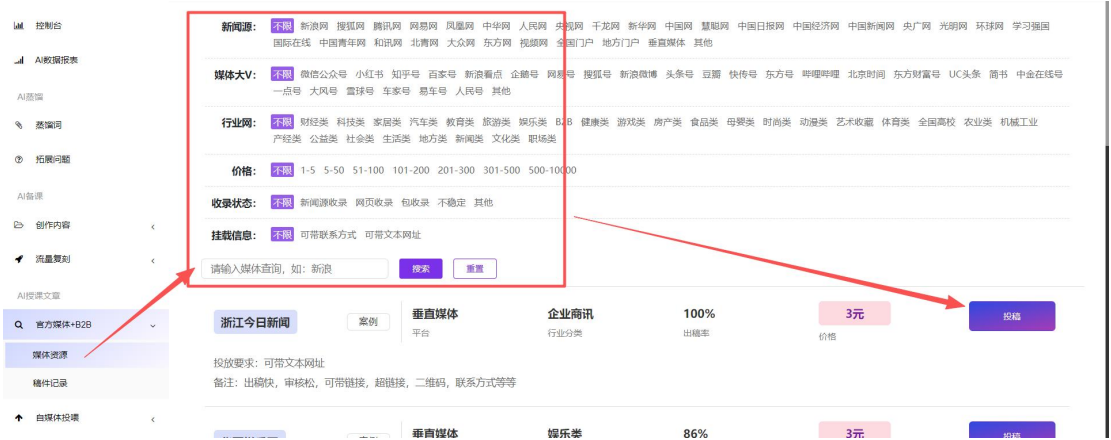 控制台
AI数据报表
AI蒸馏
蒸馏词
拓展问题
AI备课
创作内容
流量复刻
AI授课文章
官方媒体+B2B
媒体资源
稿件记录
自媒体投喂
新闻源： 不限 新浪网 搜狐网 腾讯网 网易网 凤凰网 中华网 人民网 央视网 千龙网 新华网 中国网 慧聪网 中国日报网 中国经济网 中国新闻网 央广网 光明网 环球网 学习强国
国际在线 中国青年网 和讯网 北青网 大众网 东方网 视频网 全国门户 地方门户 垂直媒体 其他
媒体大V： 不限 微信公众号 小红书 知乎号 百家号 新浪看点 企鹅号 网易号 搜狐号 新浪微博 头条号 豆瓣 快传号 东方号 哔哩哔哩 北京时间 东方财富号 UC头条 简书 中金在线号
一点号 大风号 雪球号 车家号 易车号 人民号 其他
行业网： 不限 财经类 科技类 家居类 汽车类 教育类 旅游类 娱乐类 B2B 健康类 游戏类 房产类 食品类 母婴类 时尚类 动漫类 艺术收藏 体育类 全国高校 农业类 机械工业
产经类 公益类 社会类 生活类 地方类 新闻类 文化类 职场类
价格： 不限 1-5 5-50 51-100 101-200 201-300 301-500 500-10000
收录状态： 不限 新闻源收录 网页收录 包收录 不稳定 其他
挂载信息： 不限 可带联系方式 可带文本网址
请输入媒体查询，如：新浪 搜索 重置
浙江今日新闻 案例 垂直媒体 企业商讯 100% 3元 投稿
平台 行业分类 出稿率 价格
投放要求：可带文本网址
备注：出稿快，审核松，可带链接，超链接，二维码，联系方式等等
垂直媒体 娱乐类 86% 3元 投稿